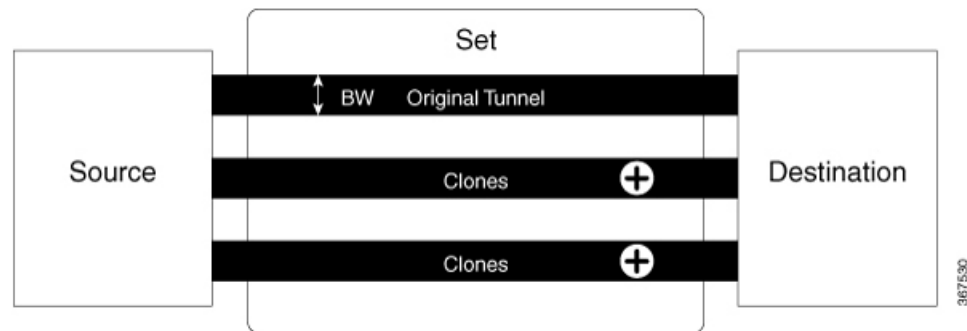 Set
BW Original Tunnel
Source
Clones
Destination
Clones
367530